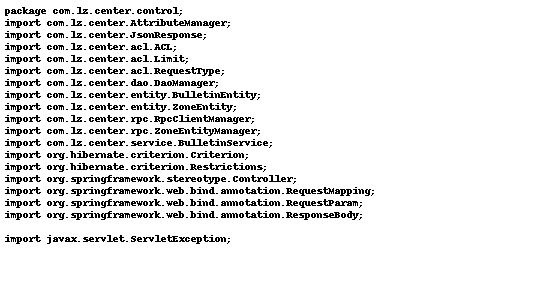 package com.lz.center.control;
import com.lz.center.AttributeManager;
import com.lz.center.JsonResponse;
import com.lz.center.acl.ACL;
import com.lz.center.acl.Limit;
import com.lz.center.acl.RequestType;
import com.lz.center.dao.DaoManager;
import com.lz.center.entity.BulletinEntity;
import com.lz.center.entity.ZoneEntity;
import com.lz.center.rpc.RpcClientManager;
import com.lz.center.rpc.ZoneEntityManager;
import com.lz.center.service.BulletinService;
import org.hibernate.criterion.Criterion;
import org.hibernate.criterion.Restrictions;
import org.springframework.stereotype.Controller;
import org.springframework.web.bind.annotation.RequestMapping;
import org.springframework.web.bind.annotation.RequestParam;
import org.springframework.web.bind.annotation.ResponseBody;
import javax.servlet.ServletException;